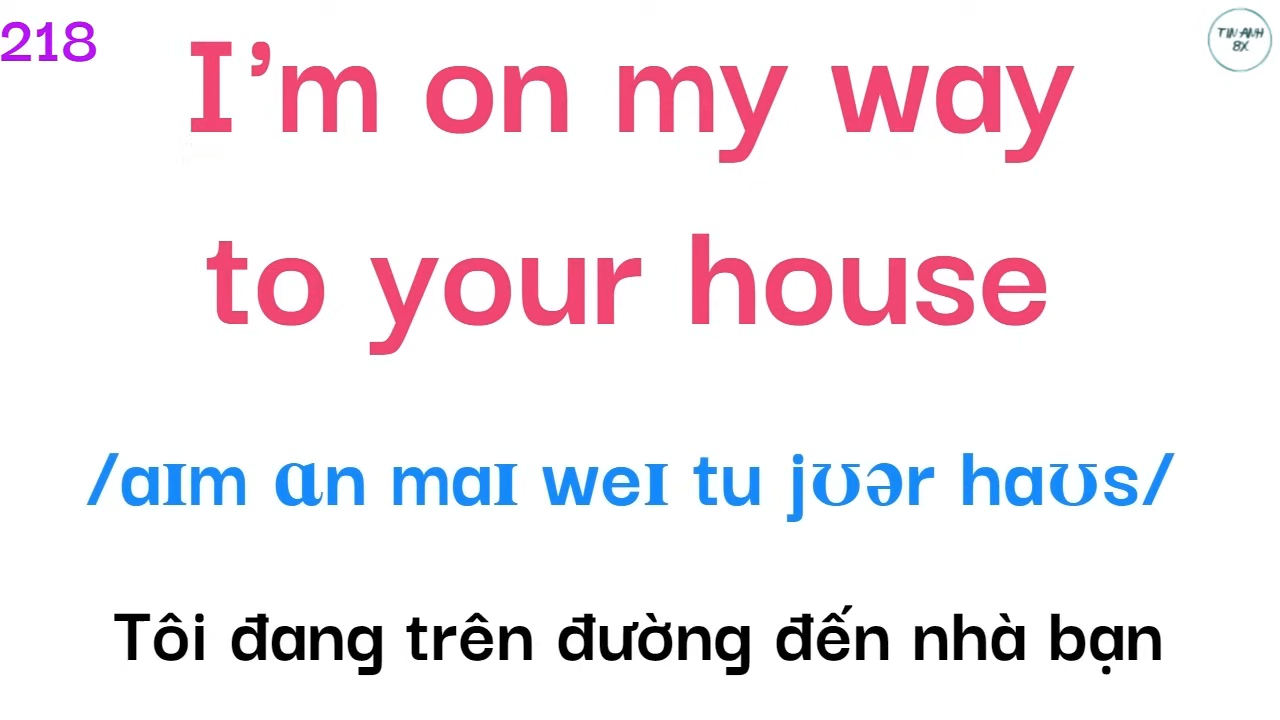 218
TIN ANH
8X
I’m on my way
to your house
/aɪm ɑn maɪ weɪ tu jʊər haʊs/
Tôi đang trên đường đến nhà bạn